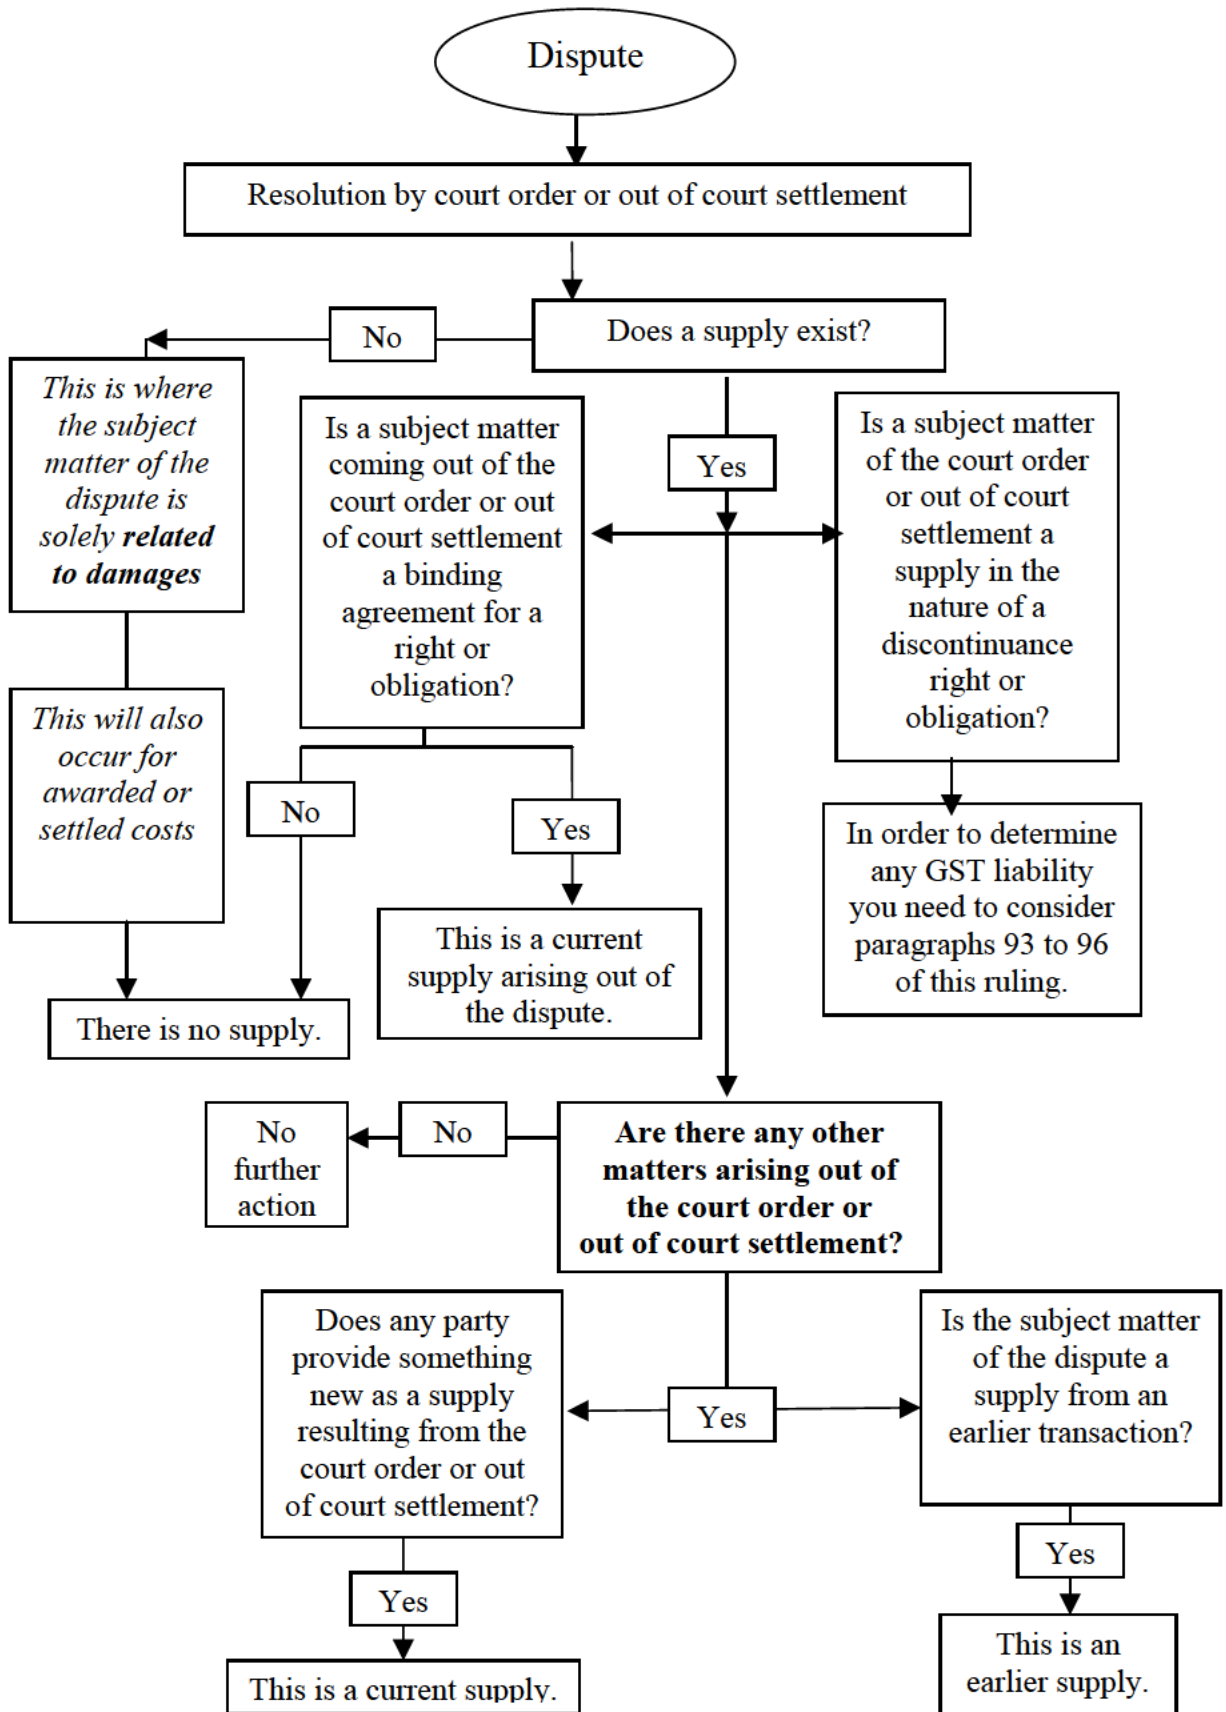 Dispute
Resolution by court order or out of court settlement
Does a supply exist?
No
This is where
the subject
matter of the
dispute is
solely related
to damages
This will also
occur for
awarded or
settled costs
Yes
Is a subject matter
coming out of the
court order or out
of court settlement
a binding
agreement for a
right or
obligation?
No
Yes
There is no supply.
This is a current
supply arising out of
the dispute.
Is a subject matter
of the court order
or out of court
settlement a
supply in the
nature of a
discontinuance
right or
obligation?
In order to determine
any GST liability
you need to consider
paragraphs 93 to 96
of this ruling.
Are there any other
matters arising out of
the court order or
out of court settlement?
No
No
further
action
Yes
Does any party
provide something
new as a supply
resulting from the
court order or out
of court settlement?
Yes
This is a current supply.
Is the subject matter
of the dispute a
supply from an
earlier transaction?
Yes
This is an
earlier supply.